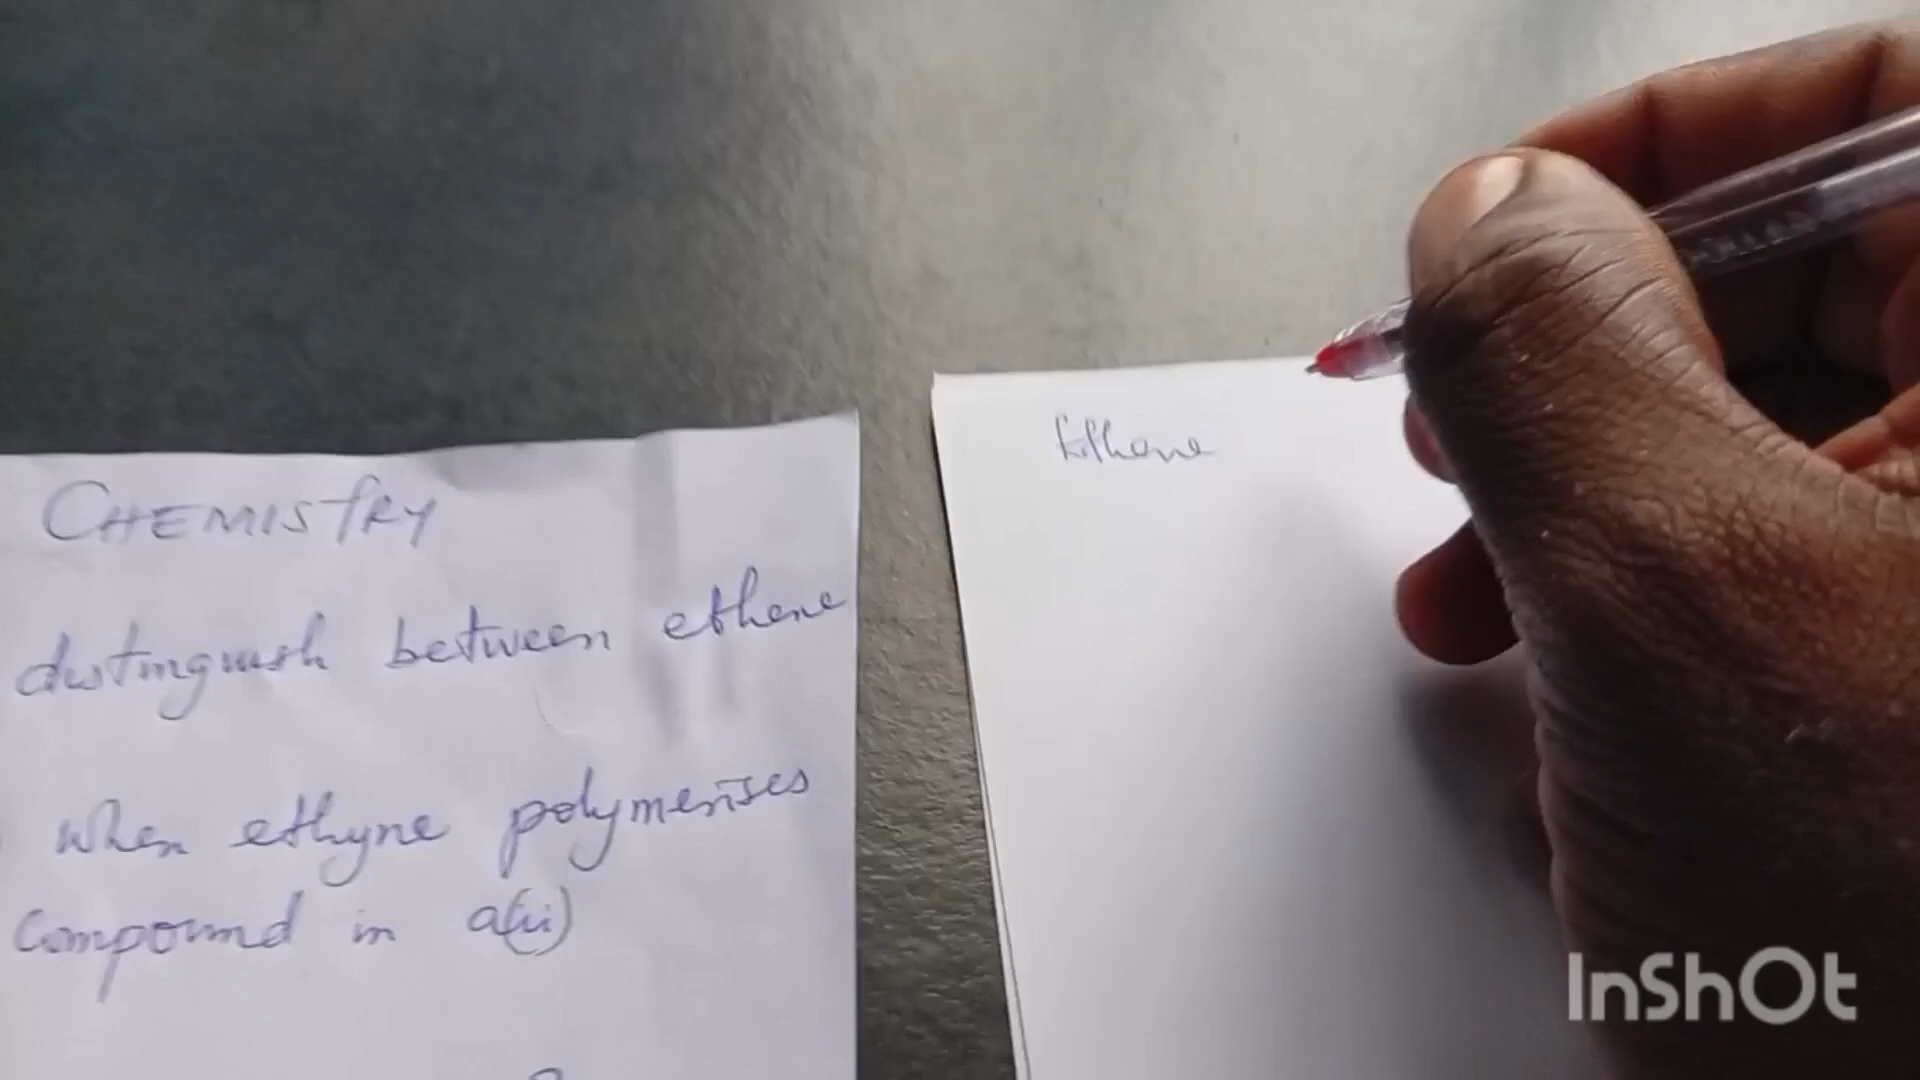 CHEMISTRY
distinguish between ethene
when ethyne polymerises
compound in a(ii)
Ethene
InShOt